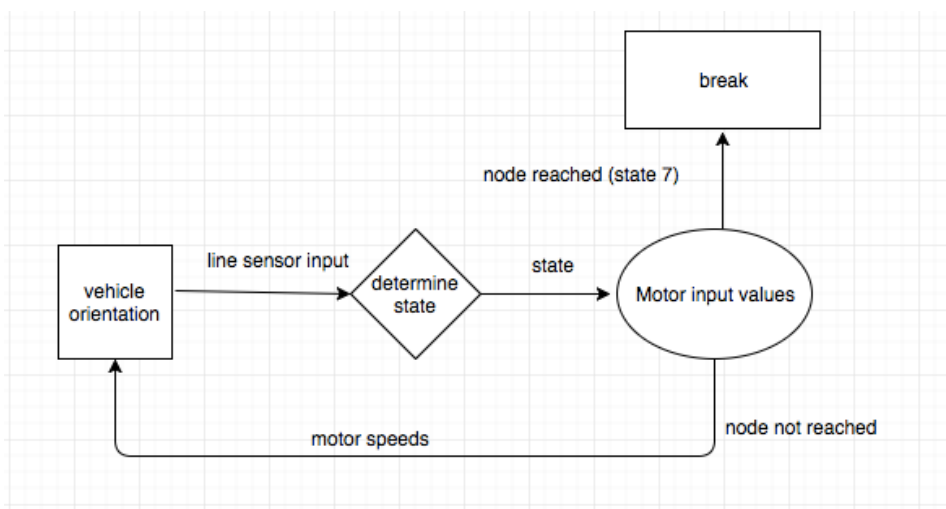 break
node reached (state 7)
line sensor input
state
vehicle
orientation
determine
state
Motor input values
node not reached
motor speeds